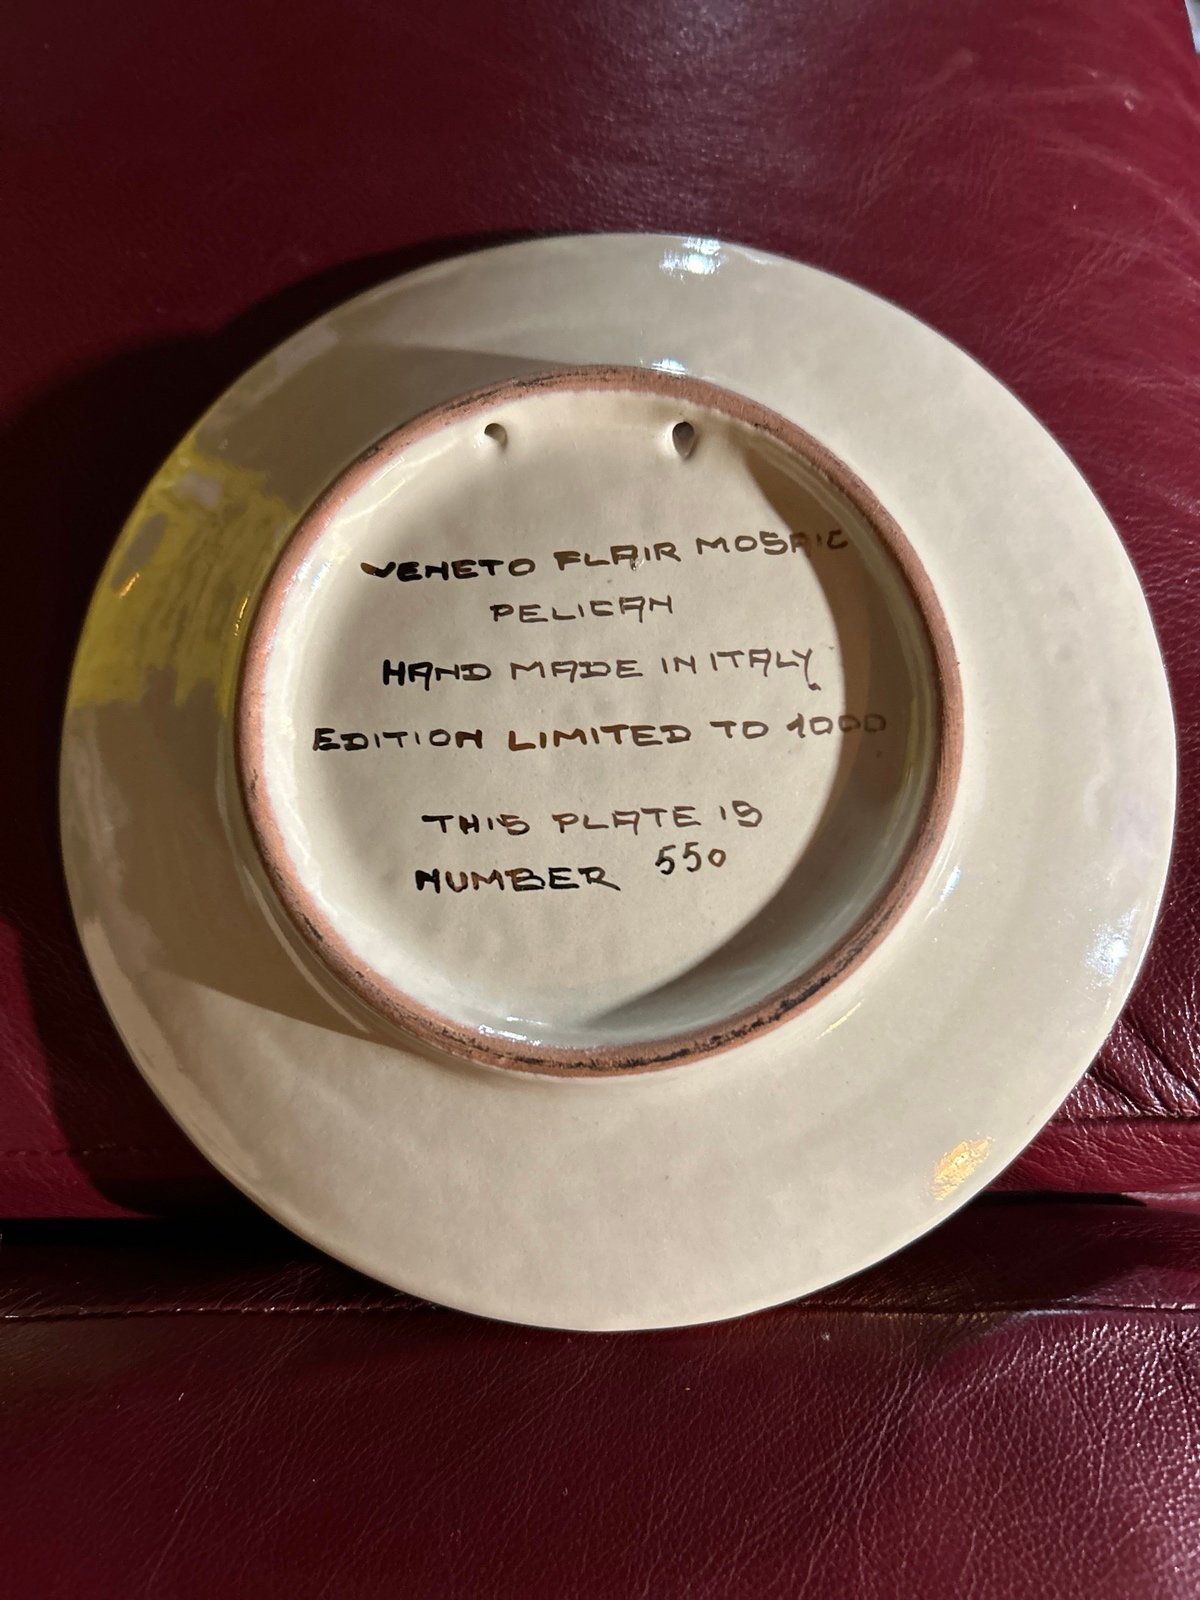 VENETO FLAIR MOSAIC
PELICAN
HAND MADE IN ITALY
EDITION LIMITED TO 1000
THIS PLATE IS
NUMBER 550